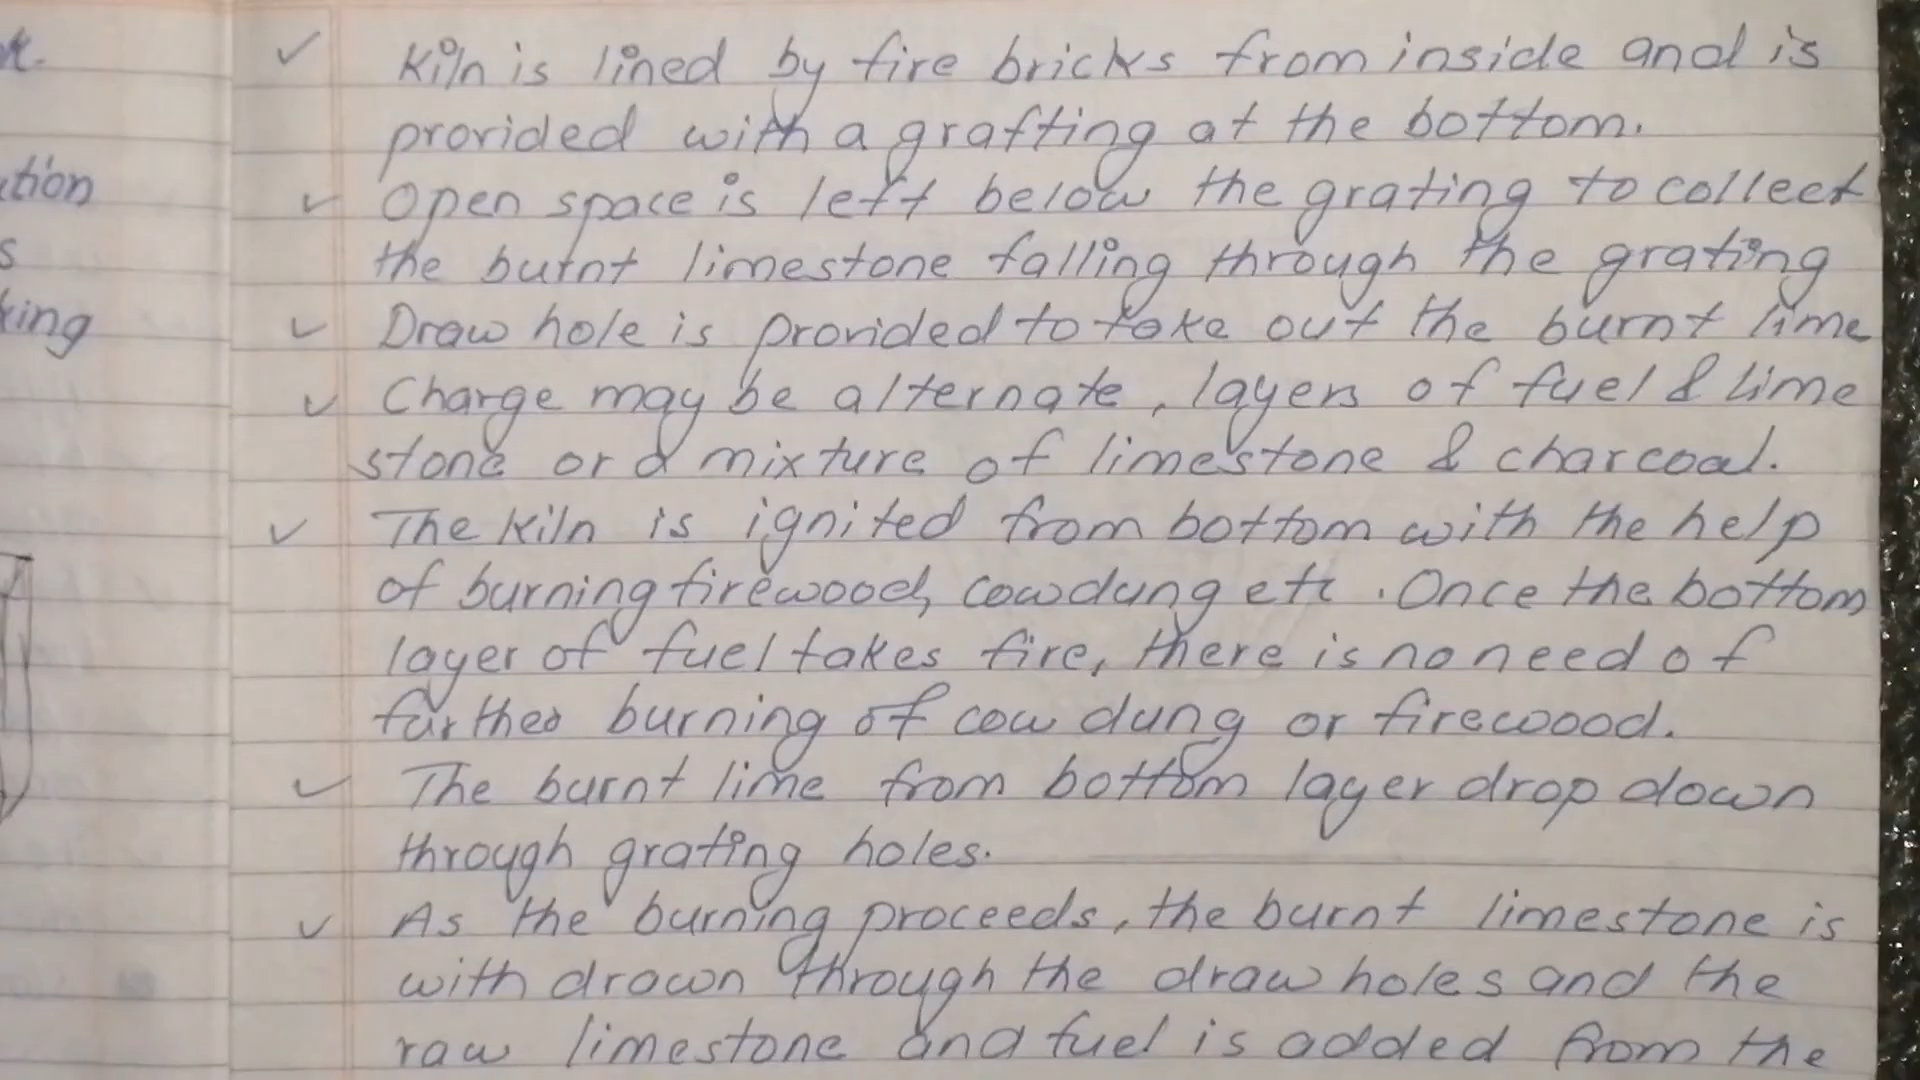 t.
✓ Kiln is lined by fire bricks from inside and is
provided with a grafting at the bottom.
ction
✓ Open space is left below the grating to collect
s
the burnt limestone falling through the grating
king
✓ Draw hole is provided to take out the burnt lime
✓ Charge may be alternate, layers of fuel & lime
stone or a mixture of limestone & charcoal.
✓ The kiln is ignited from bottom with the help
of burning firewood, cowdung etc. Once the bottom
layer of fuel takes fire, there is no need of
farther burning of cow dung or firewoood.
✓ The burnt lime from bottom layer drop down
through grating holes.
✓ As the burning proceeds, the burnt limestone is
with drawn through the draw holes and the
raw limestone and fuel is added from the